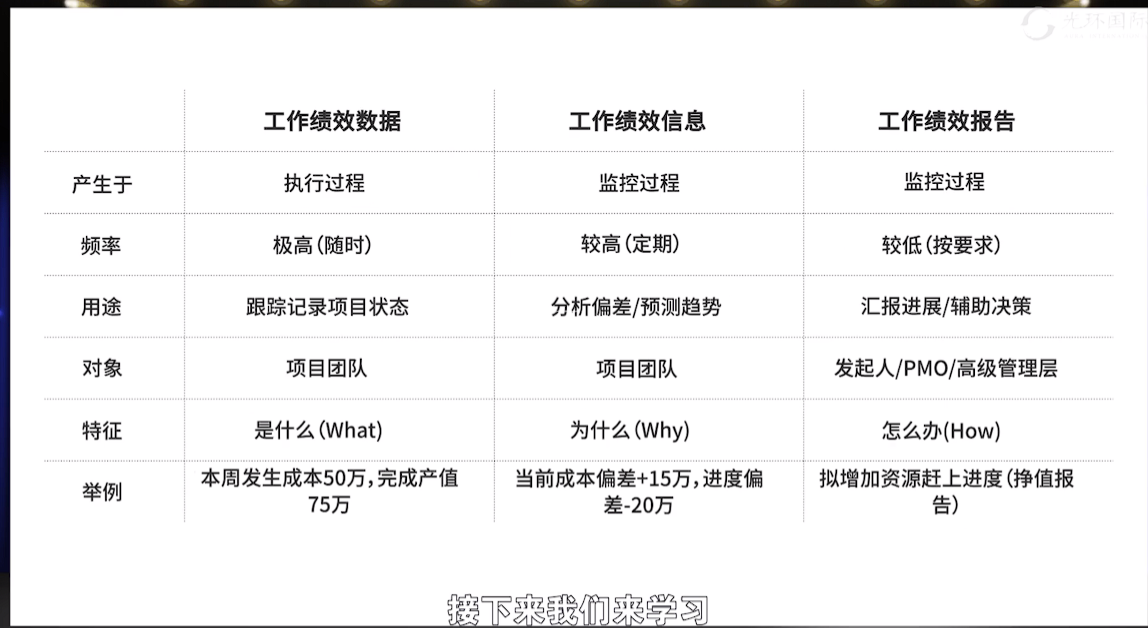 光环国际
工作绩效数据 工作绩效信息 工作绩效报告
产生于 执行过程 监控过程 监控过程
频率 极高(随时) 较高(定期) 较低(按要求)
用途 跟踪记录项目状态 分析偏差/预测趋势 汇报进展/辅助决策
对象 项目团队 项目团队 发起人/PMO/高级管理层
特征 是什么(What) 为什么(Why) 怎么办(How)
举例 本周发生成本50万,完成产值 当前成本偏差+15万,进度偏 拟增加资源赶上进度(挣值报
75万 差-20万 告)
接下来我们来学习